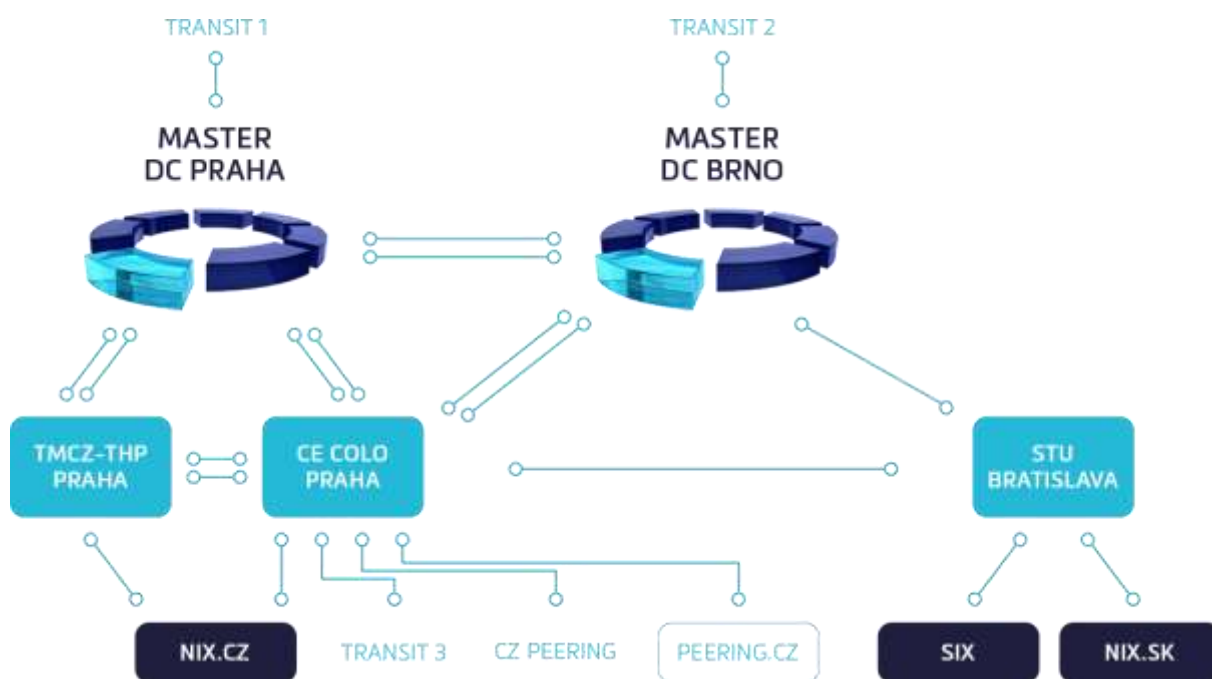 TRANSIT 1
TRANSIT 2
MASTER
DC PRAHA
MASTER
DC BRNO
TMCZ-THP
PRAHA
CE COLO
PRAHA
STU
BRATISLAVA
NIX.CZ
TRANSIT 3
CZ PEERING
PEERING.CZ
SIX
NIX.SK